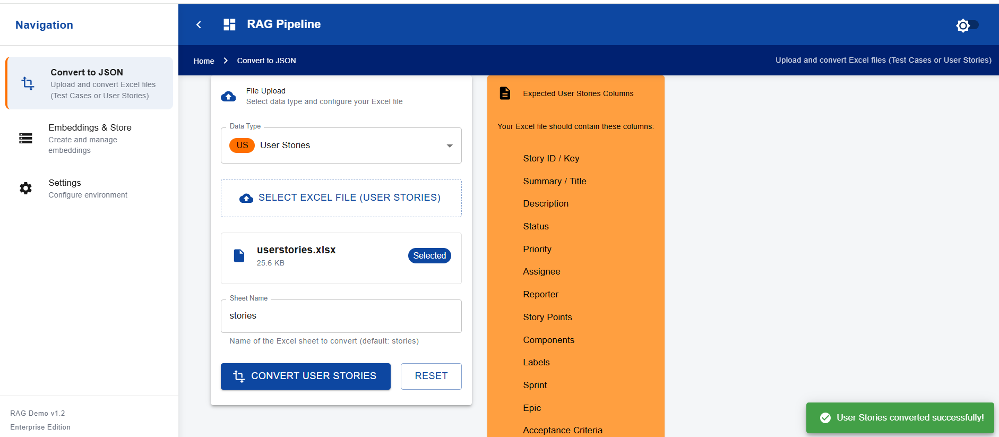 Navigation
Convert to JSON
Upload and convert Excel files
(Test Cases or User Stories)
Embeddings & Store
Create and manage
embeddings
Settings
Configure environment
RAG Demo v1.2
Enterprise Edition
RAG Pipeline
Home
Convert to JSON
Upload and convert Excel files (Test Cases or User Stories)
File Upload
Select data type and configure your Excel file
Data Type
US User Stories
SELECT EXCEL FILE (USER STORIES)
userstories.xlsx
25.6 KB
Selected
Sheet Name
stories
Name of the Excel sheet to convert (default: stories)
CONVERT USER STORIES
RESET
Expected User Stories Columns
Your Excel file should contain these columns:
Story ID / Key
Summary / Title
Description
Status
Priority
Assignee
Reporter
Story Points
Components
Labels
Sprint
Epic
Acceptance Criteria
User Stories converted successfully!